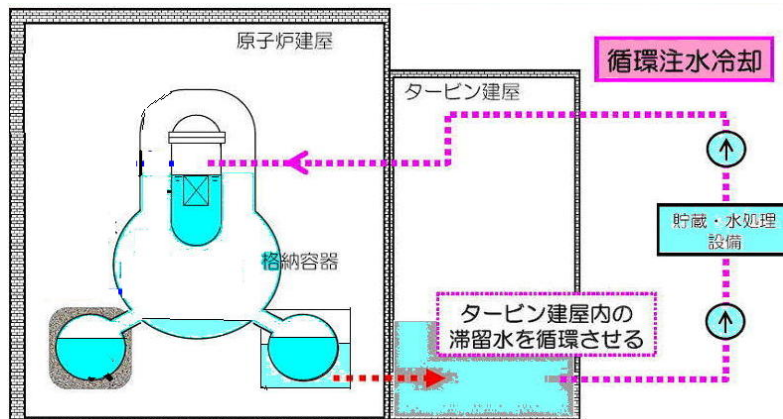 原子炉建屋
循環注水冷却
タービン建屋
貯蔵・水処理
設備
格納容器
タービン建屋内の
滞留水を循環させる